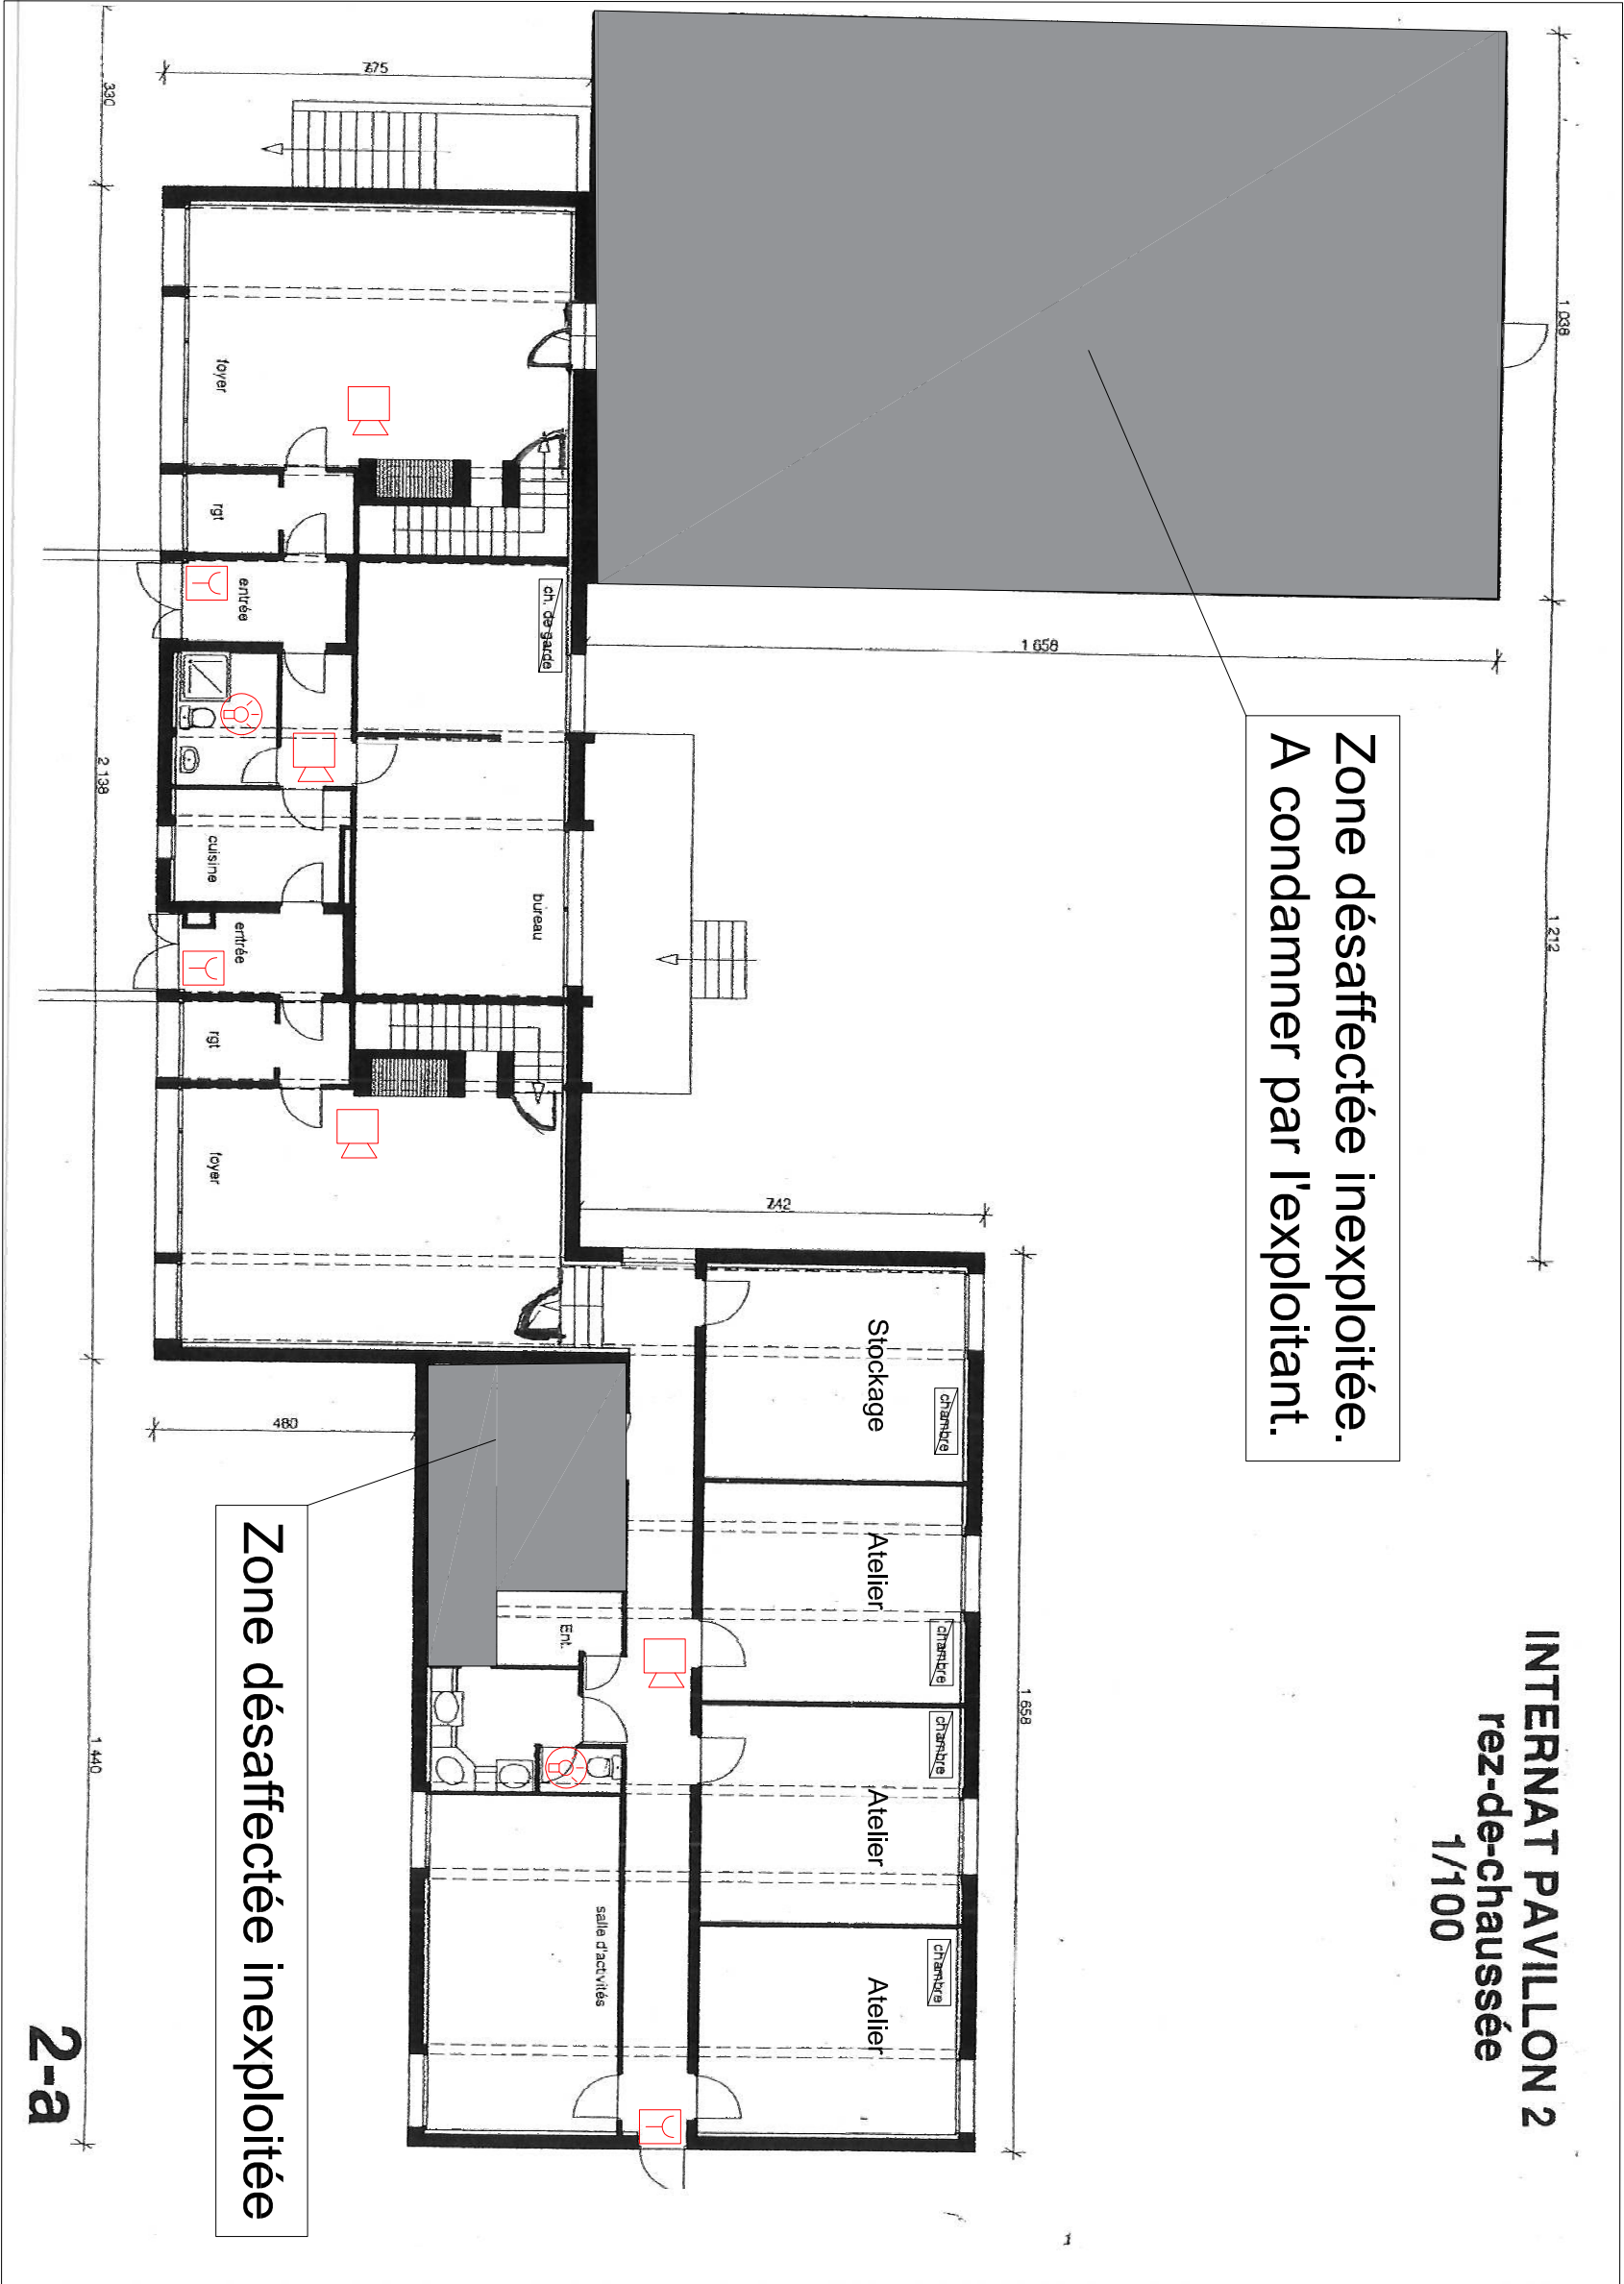 INTERNAT PAVILLON 2
rez-de-chaussée
1/100
1 038
1 212
Zone désaffectée inexploitée.
A condamner par l'exploitant.
1 658
742
1 658
chambre
chambre
chambre
chambre
Stockage
Atelier
Atelier
Atelier
675
ch. de garde
bureau
Ent.
salle d'activités
foyer
rgt
entrée
cuisine
entrée
rgt
foyer
480
Zone désaffectée inexploitée
330
2 138
1 440
2-a